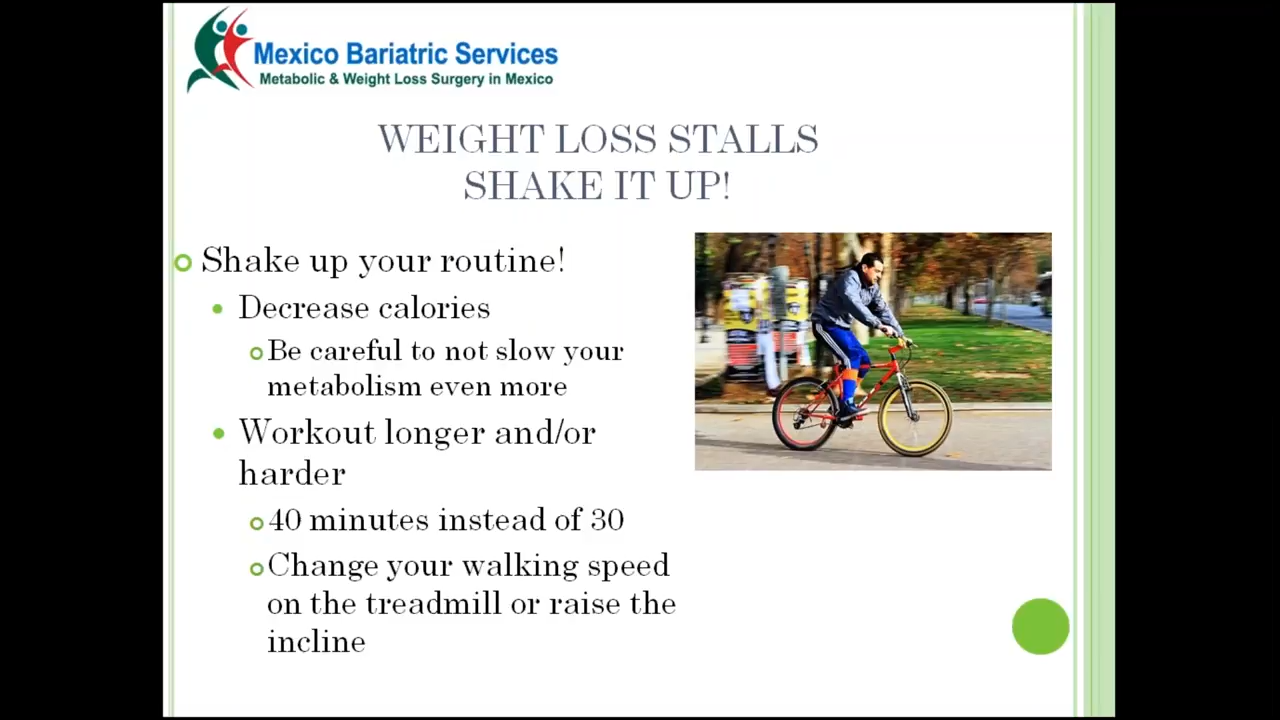 Mexico Bariatric Services
Metabolic & Weight Loss Surgery in Mexico
WEIGHT LOSS STALLS
SHAKE IT UP!
Shake up your routine!
Decrease calories
Be careful to not slow your
metabolism even more
Workout longer and/or
harder
40 minutes instead of 30
Change your walking speed
on the treadmill or raise the
incline